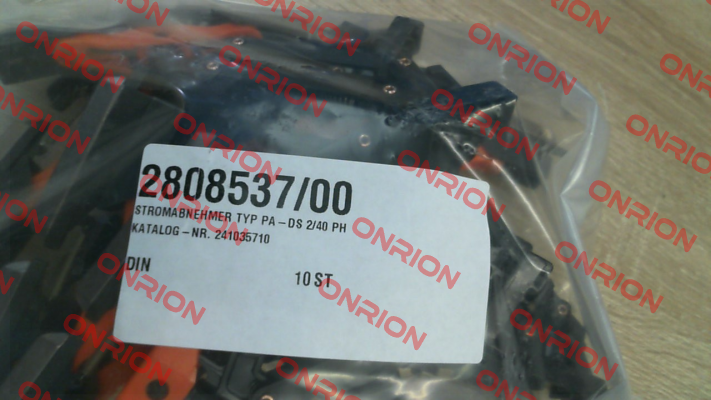 2808537/00
STROMABNEHMER TYP PA-DS 2/40 PH
KATALOG-NR. 241035710
DIN 10 ST
ONRION